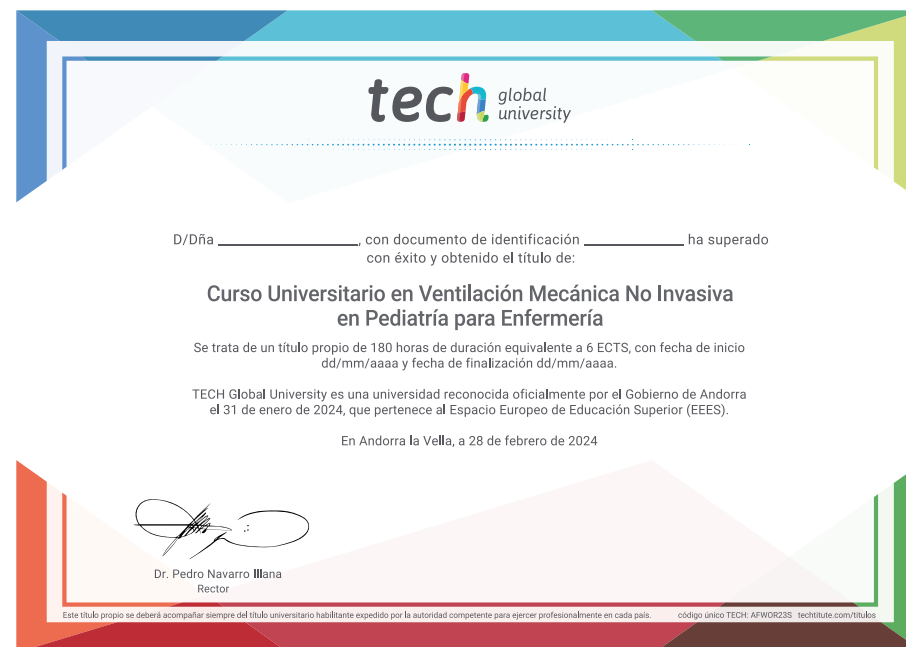 tech global university
D/Dña ____________________, con documento de identificación ______________ ha superado
con éxito y obtenido el título de:
Curso Universitario en Ventilación Mecánica No Invasiva
en Pediatría para Enfermería
Se trata de un título propio de 180 horas de duración equivalente a 6 ECTS, con fecha de inicio
dd/mm/aaaa y fecha de finalización dd/mm/aaaa.
TECH Global University es una universidad reconocida oficialmente por el Gobierno de Andorra
el 31 de enero de 2024, que pertenece al Espacio Europeo de Educación Superior (EEES).
En Andorra la Vella, a 28 de febrero de 2024
Dr. Pedro Navarro Illana
Rector
Este título propio se deberá acompañar siempre del título universitario habilitante expedido por la autoridad competente para ejercer profesionalmente en cada país. código único TECH: AFWOR23S techtitute.com/titulos